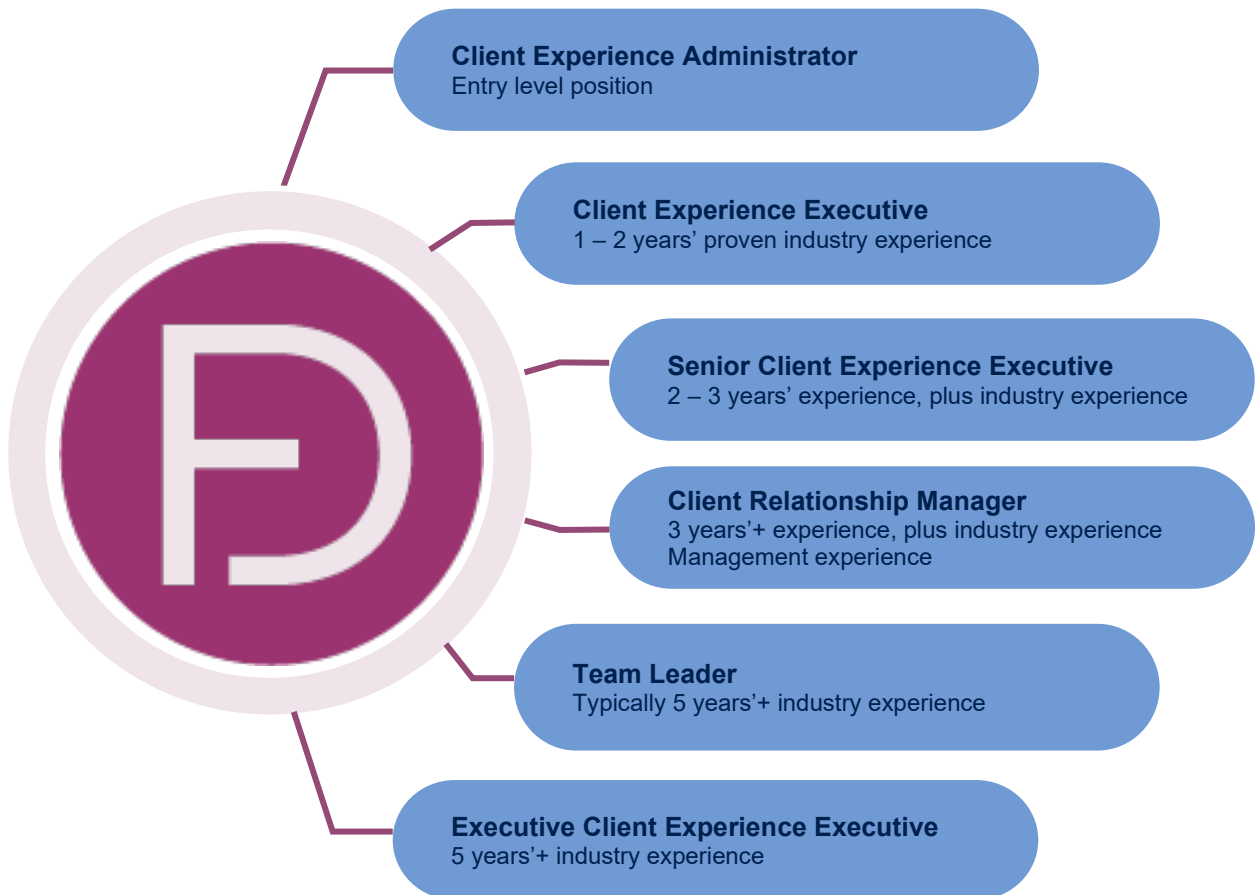 Client Experience Administrator
Entry level position
Client Experience Executive
1 – 2 years’ proven industry experience
Senior Client Experience Executive
2 – 3 years’ experience, plus industry experience
Client Relationship Manager
3 years’+ experience, plus industry experience
Management experience
Team Leader
Typically 5 years’+ industry experience
Executive Client Experience Executive
5 years’+ industry experience